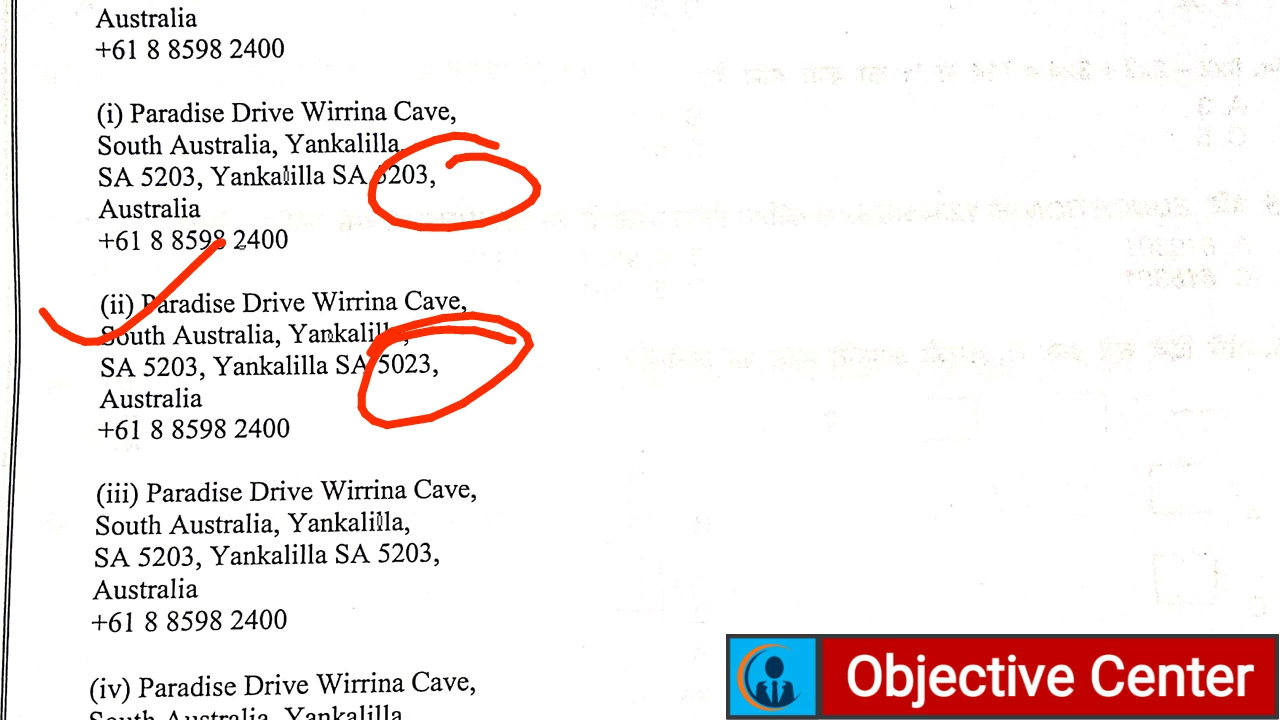 Australia
+61 8 8598 2400
(i) Paradise Drive Wirrina Cave,
South Australia, Yankalilla,
SA 5203, Yankalilla SA 5203,
Australia
+61 8 8598 2400
(ii) Paradise Drive Wirrina Cave,
South Australia, Yankalilla,
SA 5203, Yankalilla SA 5023,
Australia
+61 8 8598 2400
(iii) Paradise Drive Wirrina Cave,
South Australia, Yankalilla,
SA 5203, Yankalilla SA 5203,
Australia
+61 8 8598 2400
(iv) Paradise Drive Wirrina Cave,
South Australia, Yankalilla
Objective Center